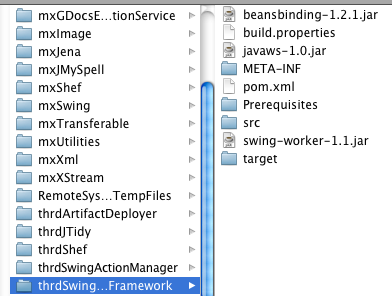 mxGDocsE...tionService
mxImage
mxJena
mxJMySpell
mxShef
mxSwing
mxTransferable
mxUtilities
mxXml
mxXStream
RemoteSys...TempFiles
thrdArtifactDeployer
thrdJTidy
thrdShef
thrdSwingActionManager
thrdSwing...Framework
beansbinding-1.2.1.jar
build.properties
javaws-1.0.jar
META-INF
pom.xml
Prerequisites
src
swing-worker-1.1.jar
target